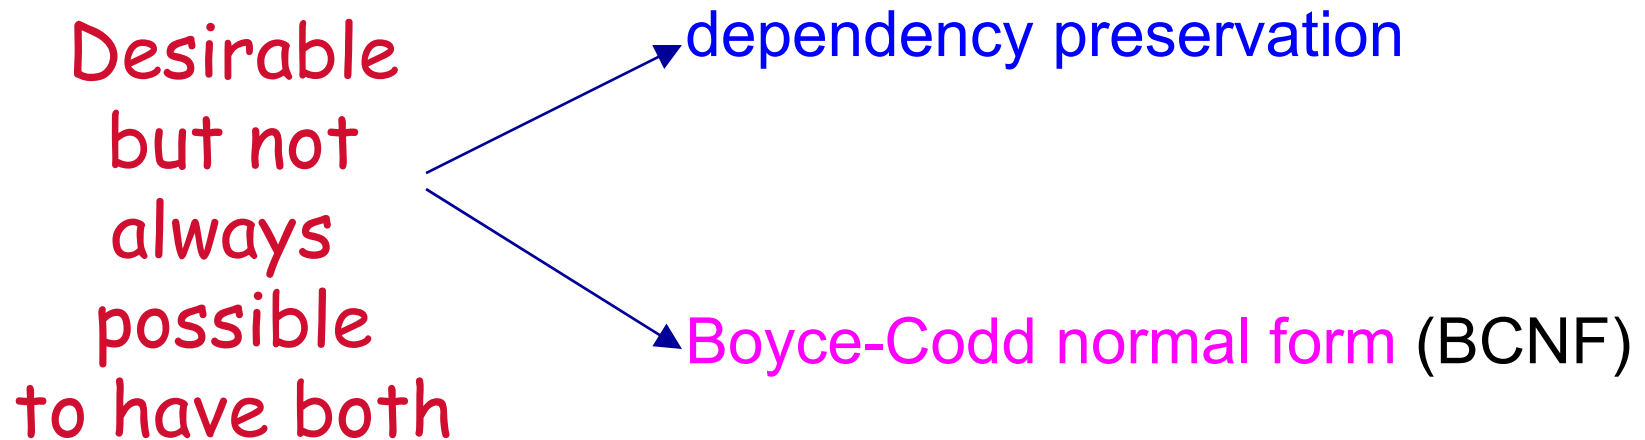 Desirable
but not
always
possible
to have both
dependency preservation
Boyce-Codd normal form (BCNF)